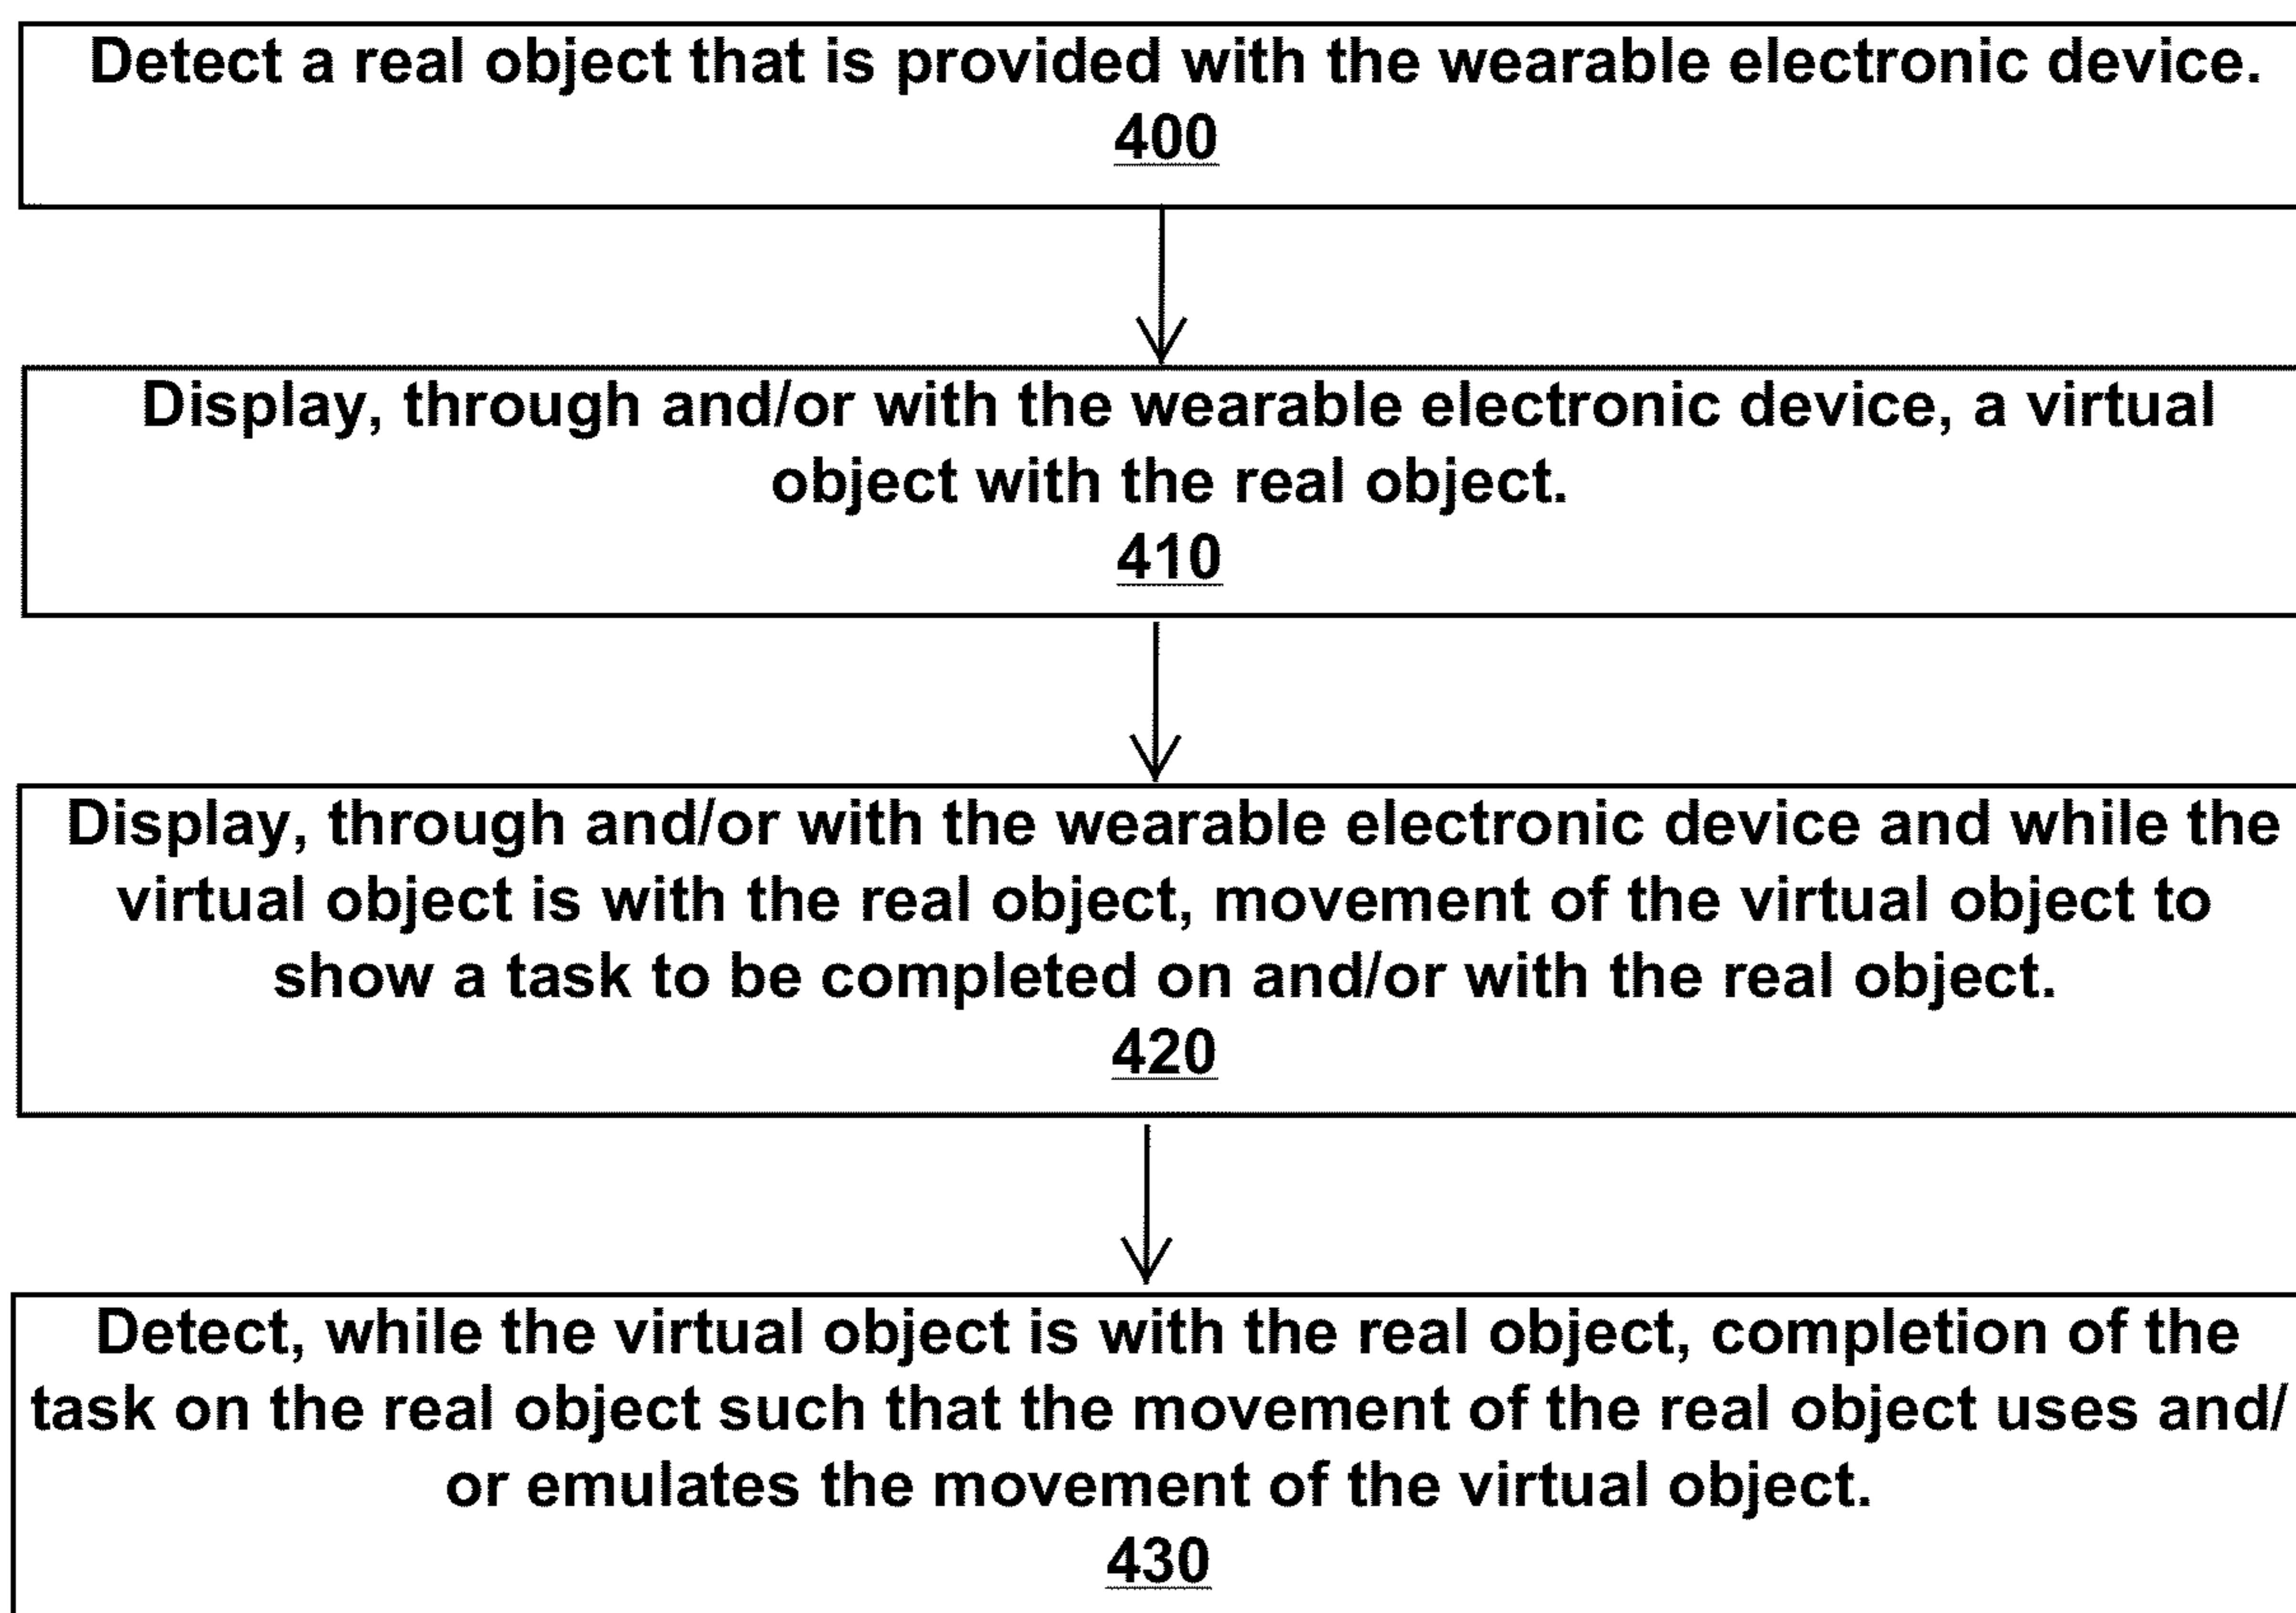 Detect a real object that is provided with the wearable electronic device.
400
Display, through and/or with the wearable electronic device, a virtual
object with the real object.
410
Display, through and/or with the wearable electronic device and while the
virtual object is with the real object, movement of the virtual object to
show a task to be completed on and/or with the real object.
420
Detect, while the virtual object is with the real object, completion of the
task on the real object such that the movement of the real object uses and/
or emulates the movement of the virtual object.
430